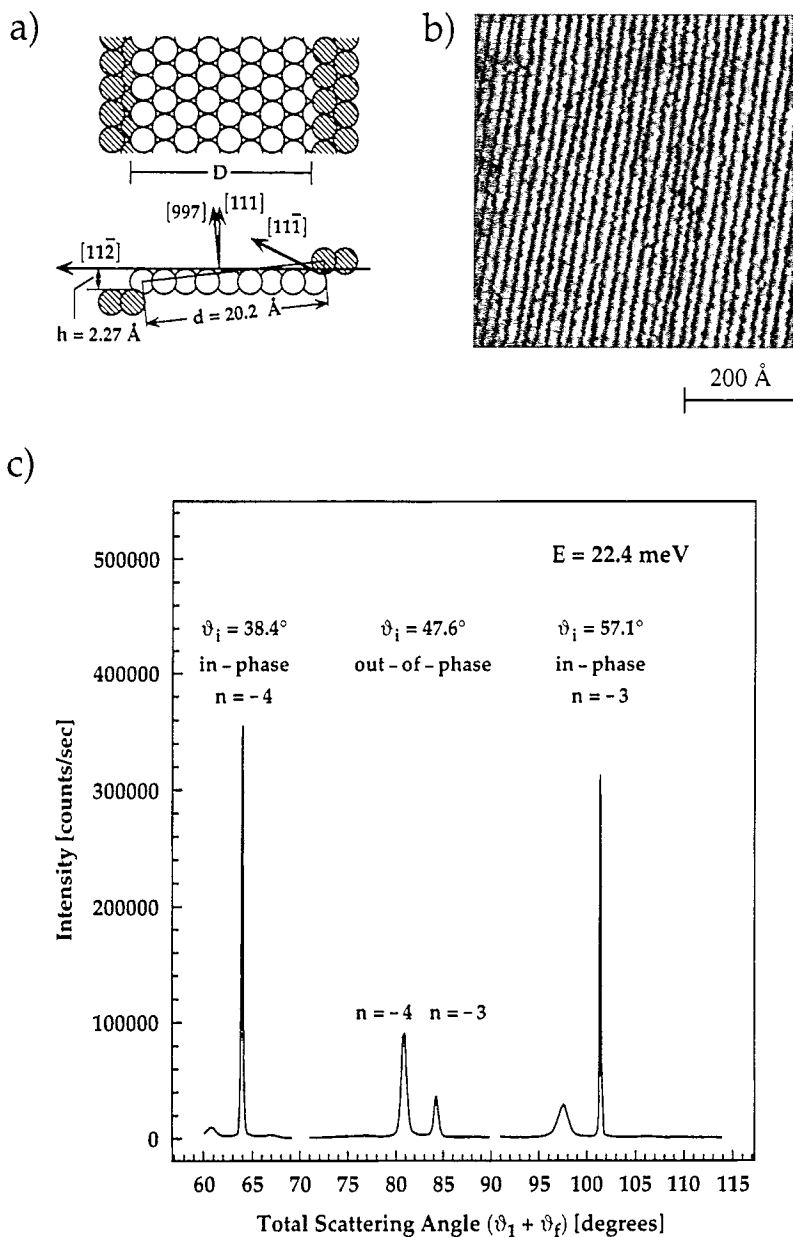 a)
D
[997]
[111]
[111̄]
[112̄]
h = 2.27 Å
d = 20.2 Å
b)
200 Å
c)
E = 22.4 meV
ϑi = 38.4°
in - phase
n = - 4
ϑi = 47.6°
out - of - phase
ϑi = 57.1°
in - phase
n = - 3
n = - 4
n = - 3
500000
400000
300000
200000
100000
0
Intensity [counts/sec]
60 65 70 75 80 85 90 95 100 105 110 115
Total Scattering Angle (ϑ1 + ϑf) [degrees]